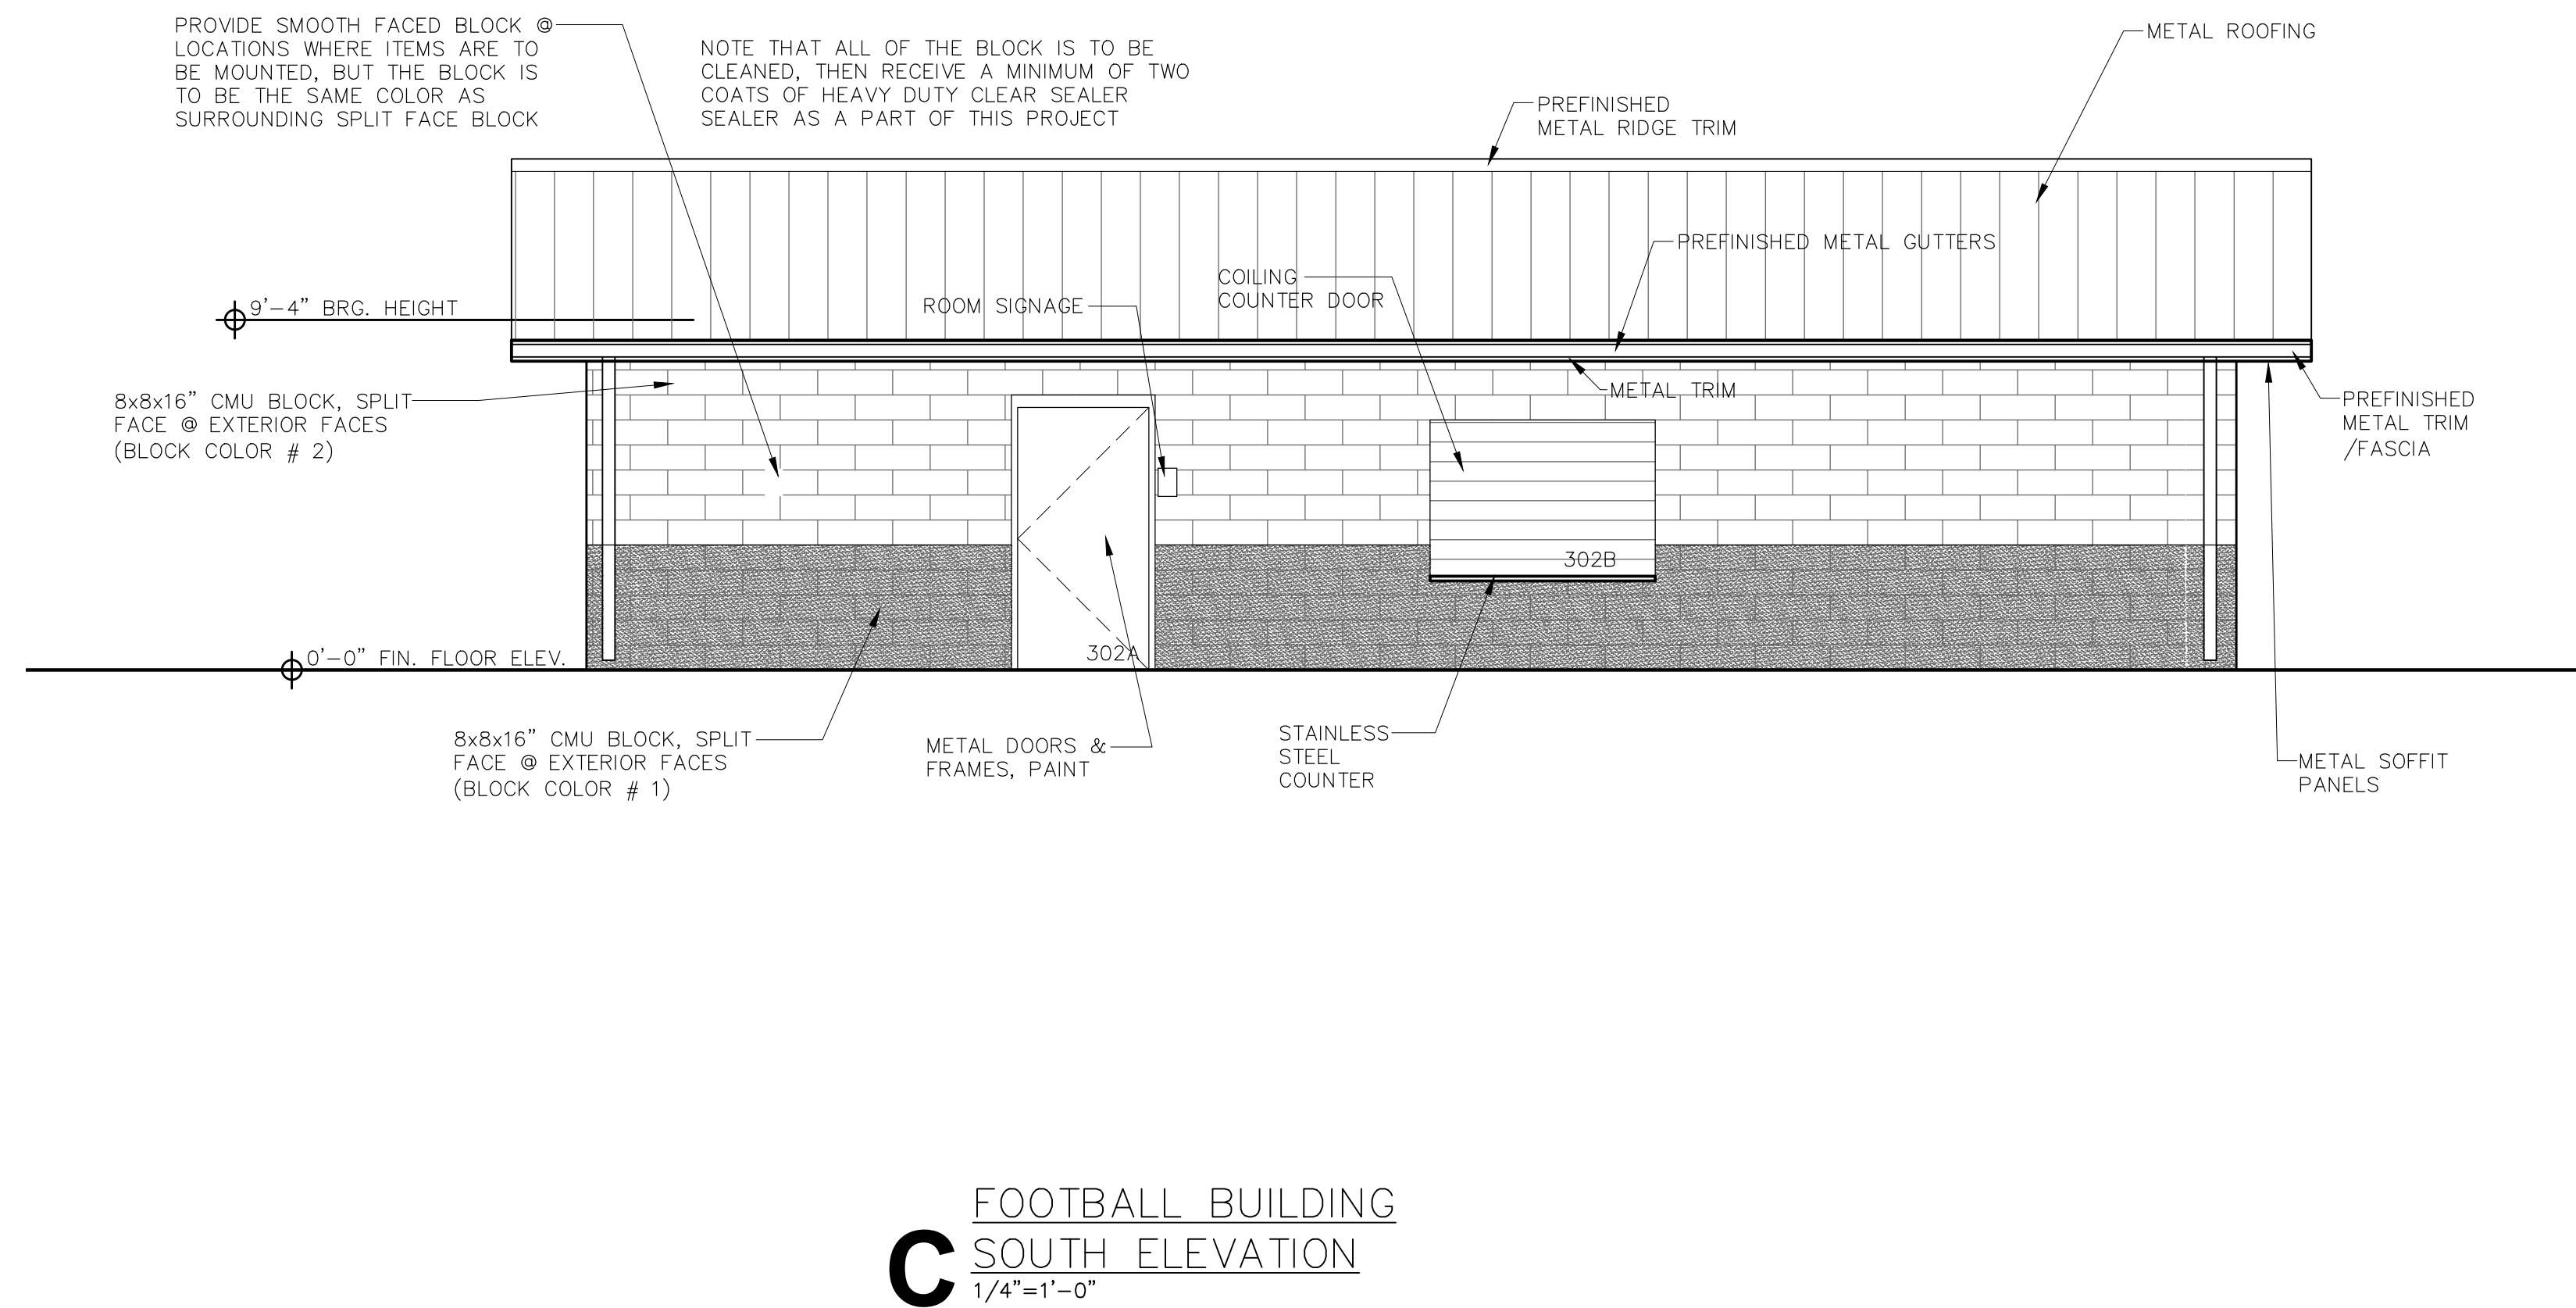 PROVIDE SMOOTH FACED BLOCK @
LOCATIONS WHERE ITEMS ARE TO
BE MOUNTED, BUT THE BLOCK IS
TO BE THE SAME COLOR AS
SURROUNDING SPLIT FACE BLOCK
NOTE THAT ALL OF THE BLOCK IS TO BE
CLEANED, THEN RECEIVE A MINIMUM OF TWO
COATS OF HEAVY DUTY CLEAR SEALER
SEALER AS A PART OF THIS PROJECT
METAL ROOFING
PREFINISHED
METAL RIDGE TRIM
PREFINISHED METAL GUTTERS
COILING
COUNTER DOOR
ROOM SIGNAGE
9'-4" BRG. HEIGHT
METAL TRIM
8x8x16" CMU BLOCK, SPLIT
FACE @ EXTERIOR FACES
(BLOCK COLOR # 2)
PREFINISHED
METAL TRIM
/FASCIA
302B
0'-0" FIN. FLOOR ELEV.
302A
8x8x16" CMU BLOCK, SPLIT
FACE @ EXTERIOR FACES
(BLOCK COLOR # 1)
METAL DOORS &
FRAMES, PAINT
STAINLESS
STEEL
COUNTER
METAL SOFFIT
PANELS
C
FOOTBALL BUILDING
SOUTH ELEVATION
1/4"=1'-0"